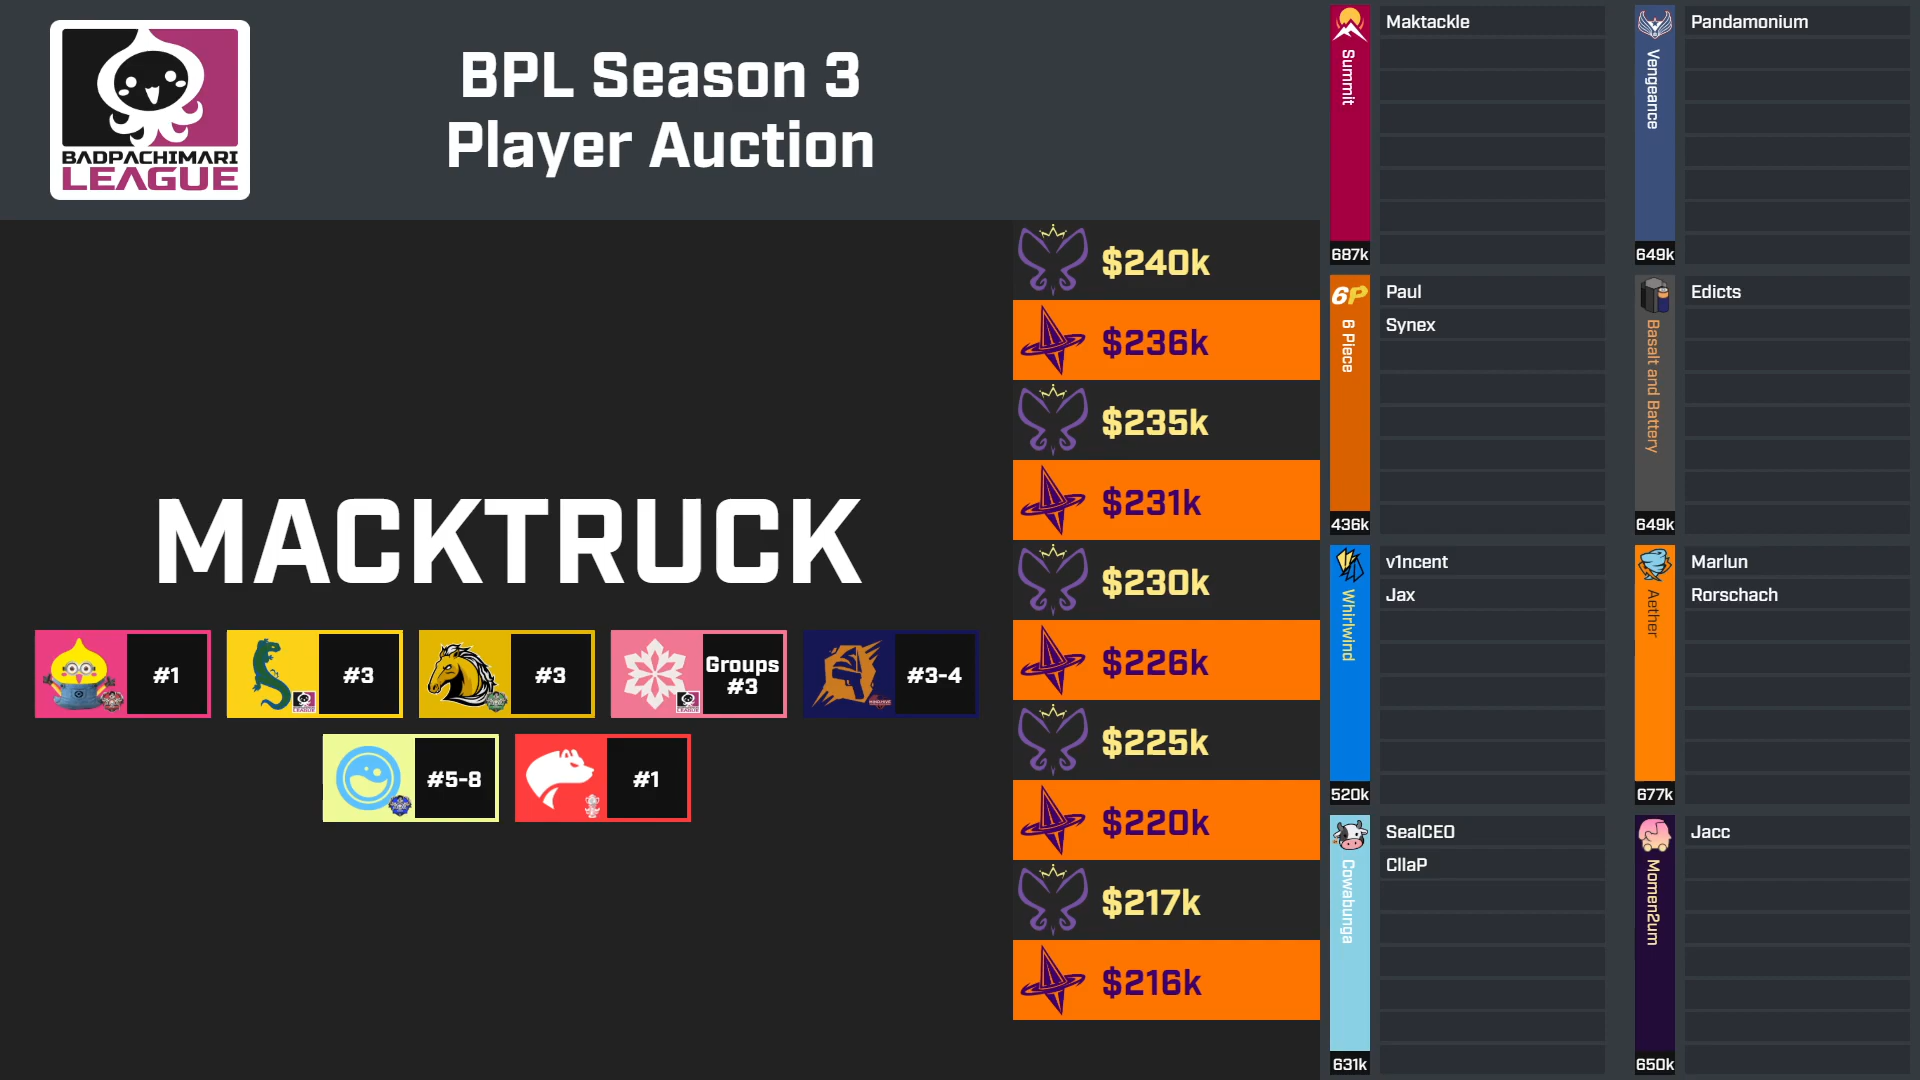 BADPACHIMARI
LEAGUE
BPL Season 3
Player Auction
MACKTRUCK
#1
#3
#3
Groups
#3
#3-4
#5-8
#1
$240k
$236k
$235k
$231k
$230k
$226k
$225k
$220k
$217k
$216k
Summit
687k
Maktackle
Vengeance
649k
Pandamonium
6P
6 Piece
436k
Paul
Synex
Basalt and Battery
649k
Edicts
Whirlwind
520k
v1ncent
Jax
Aether
677k
Marlun
Rorschach
Cowabunga
631k
SealCEO
CllaP
Momen2um
650k
Jacc